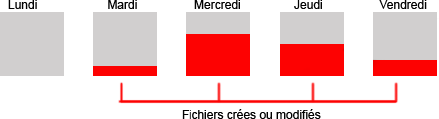 Lundi Mardi Mercredi Jeudi Vendredi
Fichiers crées ou modifiés